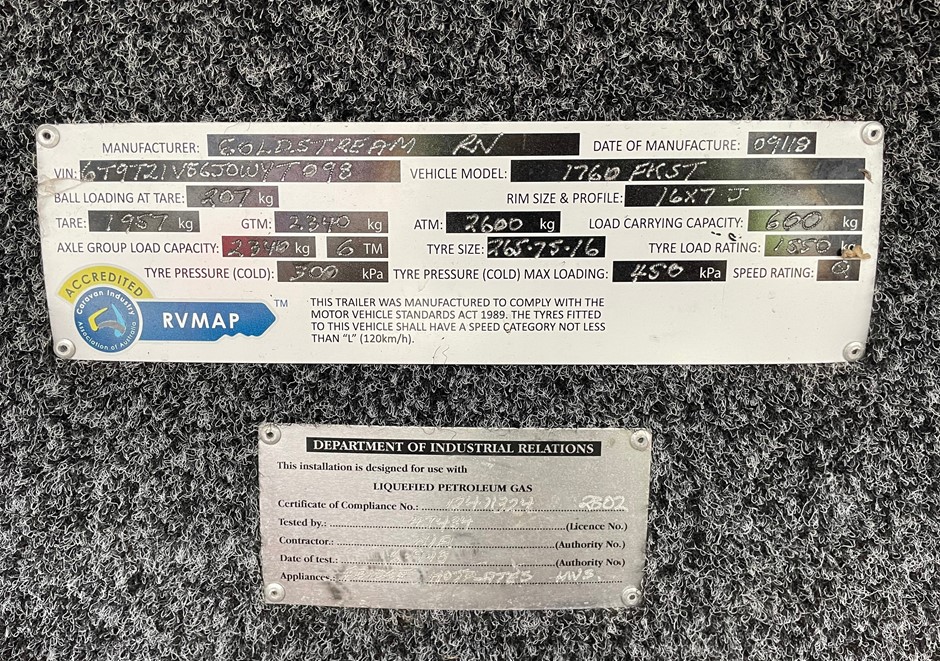 MANUFACTURER: GOLDSTREAM RV DATE OF MANUFACTURE: 09/18
VIN: VEHICLE MODEL: 1760
BALL LOADING AT TARE: 207 kg RIM SIZE & PROFILE: 16X7 J
TARE: 1957 kg GTM: 2340 kg ATM: 2600 kg LOAD CARRYING CAPACITY: kg
AXLE GROUP LOAD CAPACITY: 2340 kg 6 TM TYRE SIZE: 265-75-16 TYRE LOAD RATING: kg
TYRE PRESSURE (COLD): 300 kPa TYRE PRESSURE (COLD) MAX LOADING: 450 kPa SPEED RATING: Q
ACCREDITED
Caravan Industry
Association of Australia
RVMAP TM
THIS TRAILER WAS MANUFACTURED TO COMPLY WITH THE
MOTOR VEHICLE STANDARDS ACT 1989. THE TYRES FITTED
TO THIS VEHICLE SHALL HAVE A SPEED CATEGORY NOT LESS
THAN "L" (120km/h).
DEPARTMENT OF INDUSTRIAL RELATIONS
This installation is designed for use with
LIQUEFIED PETROLEUM GAS
Certificate of Compliance No.: 2302
Tested by.: (Licence No.)
Contractor.: (Authority No.)
Date of test.: (Authority No)
Appliances.: HOTPLATES